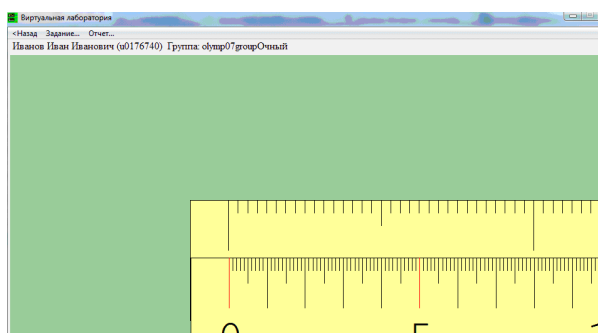 Виртуальная лаборатория
<Назад Задание... Отчет...
Иванов Иван Иванович (u0176740) Группа: olymp07groupОчный
0 5